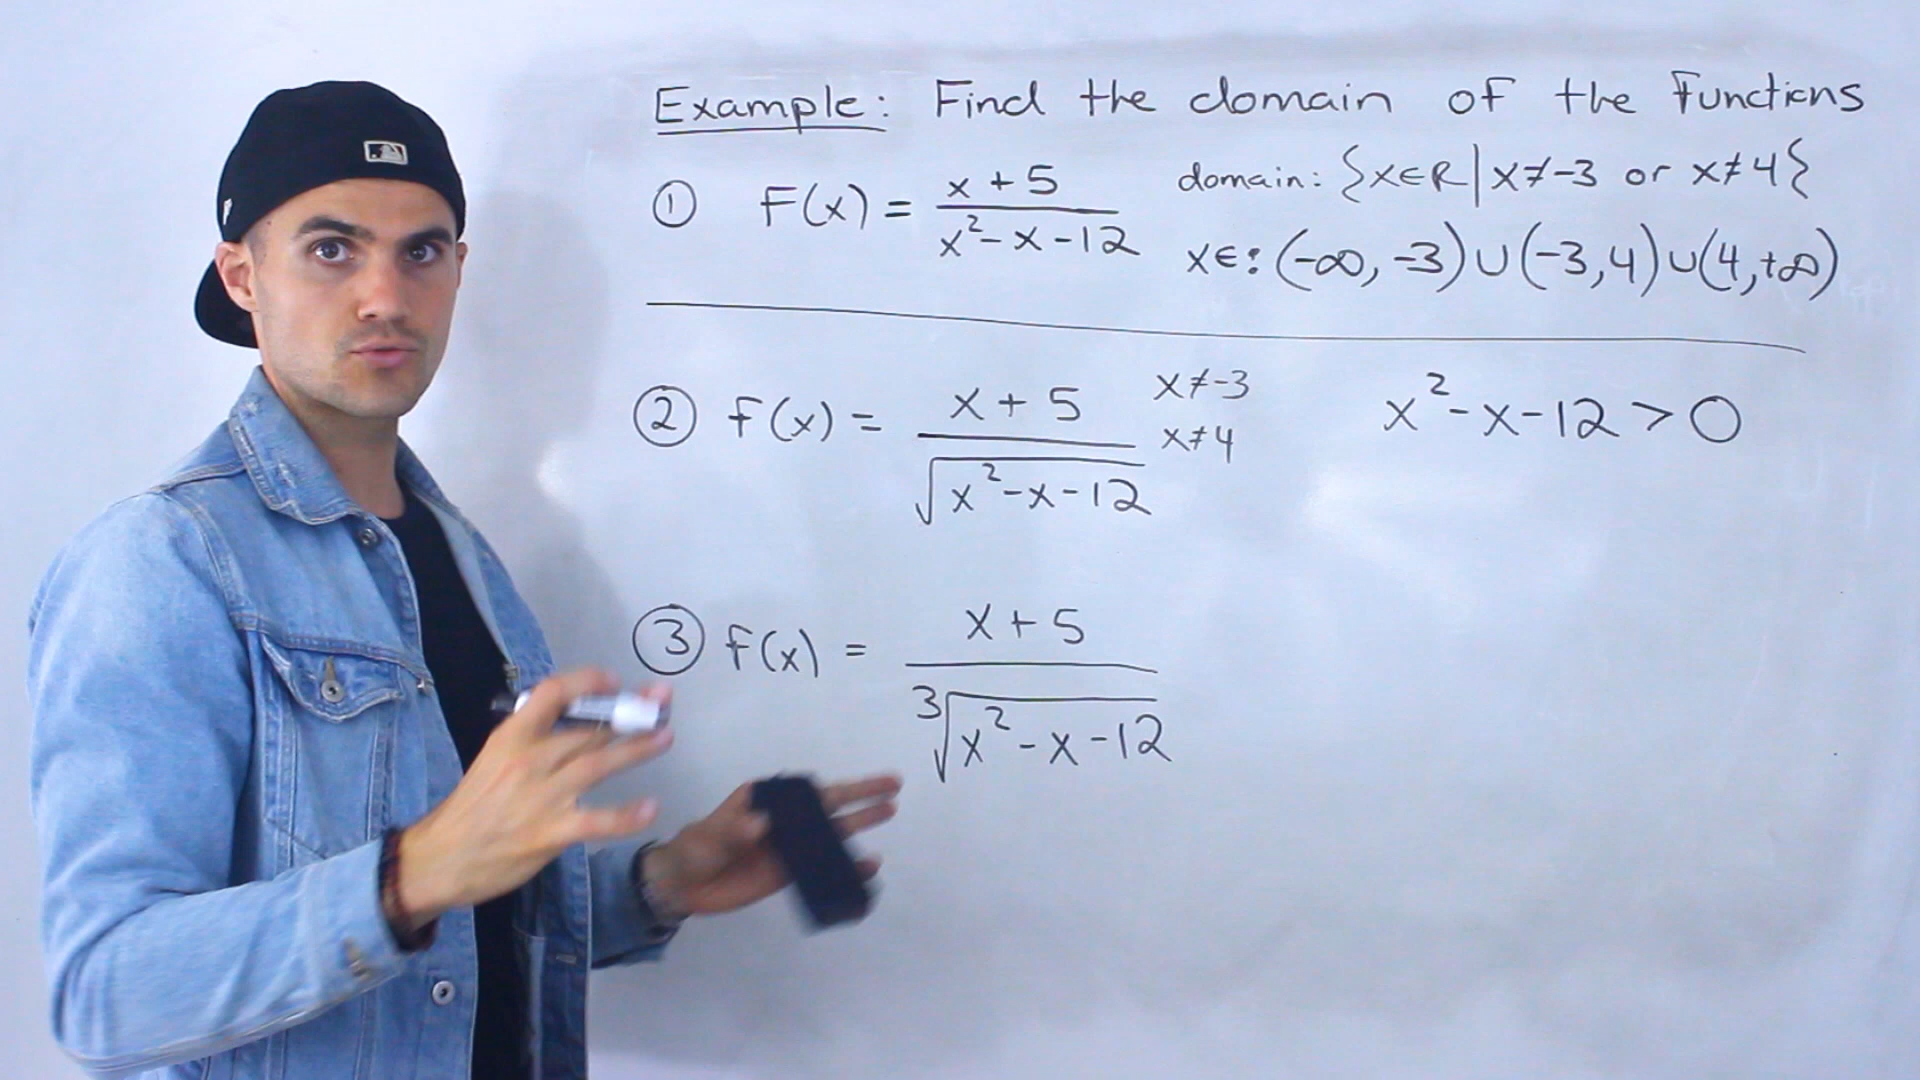 Example: Find the domain of the Functions
① F(x) = x + 5 / x² - x - 12
domain: {x∈R | x≠-3 or x≠4}
x∈: (-∞, -3) ∪ (-3, 4) ∪ (4, +∞)
② F(x) = x + 5 / √x² - x - 12
x≠-3
x≠4
x² - x - 12 > 0
③ F(x) = x + 5 / ³√x² - x - 12